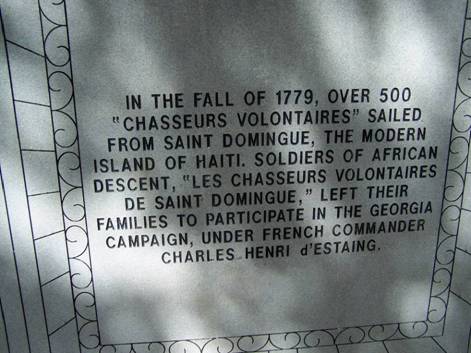 IN THE FALL OF 1779, OVER 500
"CHASSEURS VOLONTAIRES" SAILED
FROM SAINT DOMINGUE, THE MODERN
ISLAND OF HAITI. SOLDIERS OF AFRICAN
DESCENT, "LES CHASSEURS VOLONTAIRES
DE SAINT DOMINGUE," LEFT THEIR
FAMILIES TO PARTICIPATE IN THE GEORGIA
CAMPAIGN, UNDER FRENCH COMMANDER
CHARLES HENRI d'ESTAING.